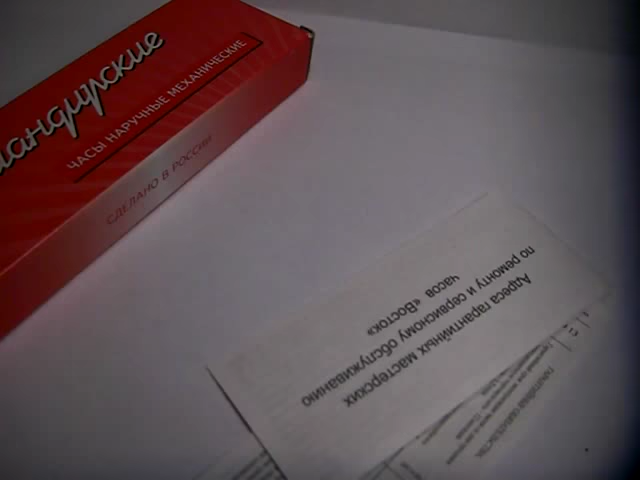 андирские
ЧАСЫ НАРУЧНЫЕ МЕХАНИЧЕСКИЕ
СДЕЛАНО В РОССИИ
Адреса гарантийных мастерских
по ремонту и сервисному обслуживанию
часов «Восток»